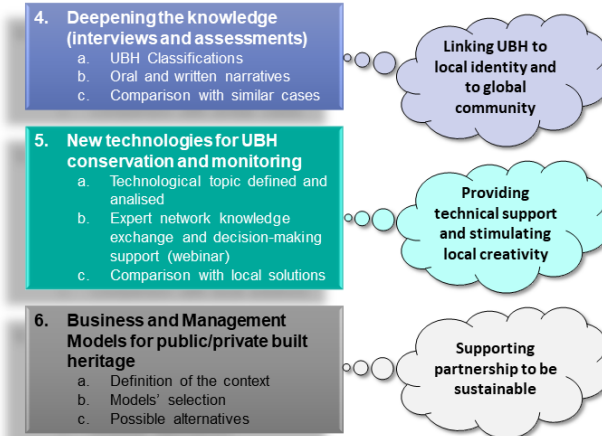 4. Deepening the knowledge
(interviews and assessments)
a. UBH Classifications
b. Oral and written narratives
c. Comparison with similar cases
Linking UBH to
local identity and
to global
community
5. New technologies for UBH
conservation and monitoring
a. Technological topic defined and
analised
b. Expert network knowledge
exchange and decision-making
support (webinar)
c. Comparison with local solutions
Providing
technical support
and stimulating
local creativity
6. Business and Management
Models for public/private built
heritage
a. Definition of the context
b. Models' selection
c. Possible alternatives
Supporting
partnership to be
sustainable